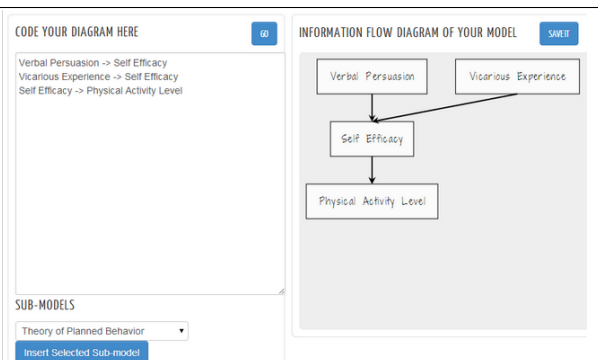 CODE YOUR DIAGRAM HERE
GO
Verbal Persuasion -> Self Efficacy
Vicarious Experience -> Self Efficacy
Self Efficacy -> Physical Activity Level
SUB-MODELS
Theory of Planned Behavior
Insert Selected Sub-model
INFORMATION FLOW DIAGRAM OF YOUR MODEL
SAVEIT
Verbal Persuasion
Vicarious Experience
Self Efficacy
Physical Activity Level